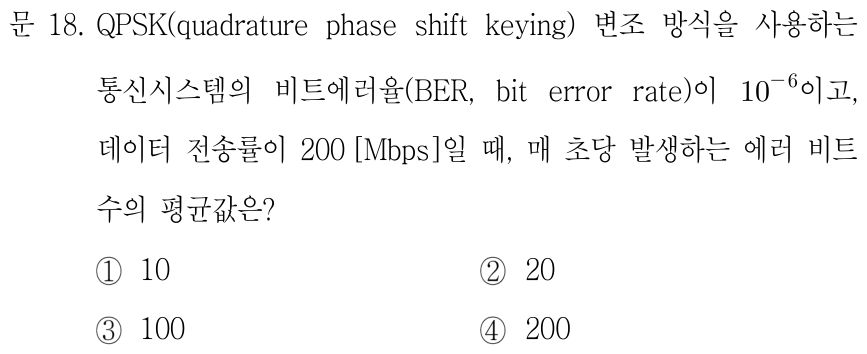 문 18. QPSK(quadrature phase shift keying) 변조 방식을 사용하는
통신시스템의 비트에러율(BER, bit error rate)이 10⁻⁶이고,
데이터 전송률이 200 [Mbps]일 때, 매 초당 발생하는 에러 비트
수의 평균값은?
① 10 ② 20
③ 100 ④ 200